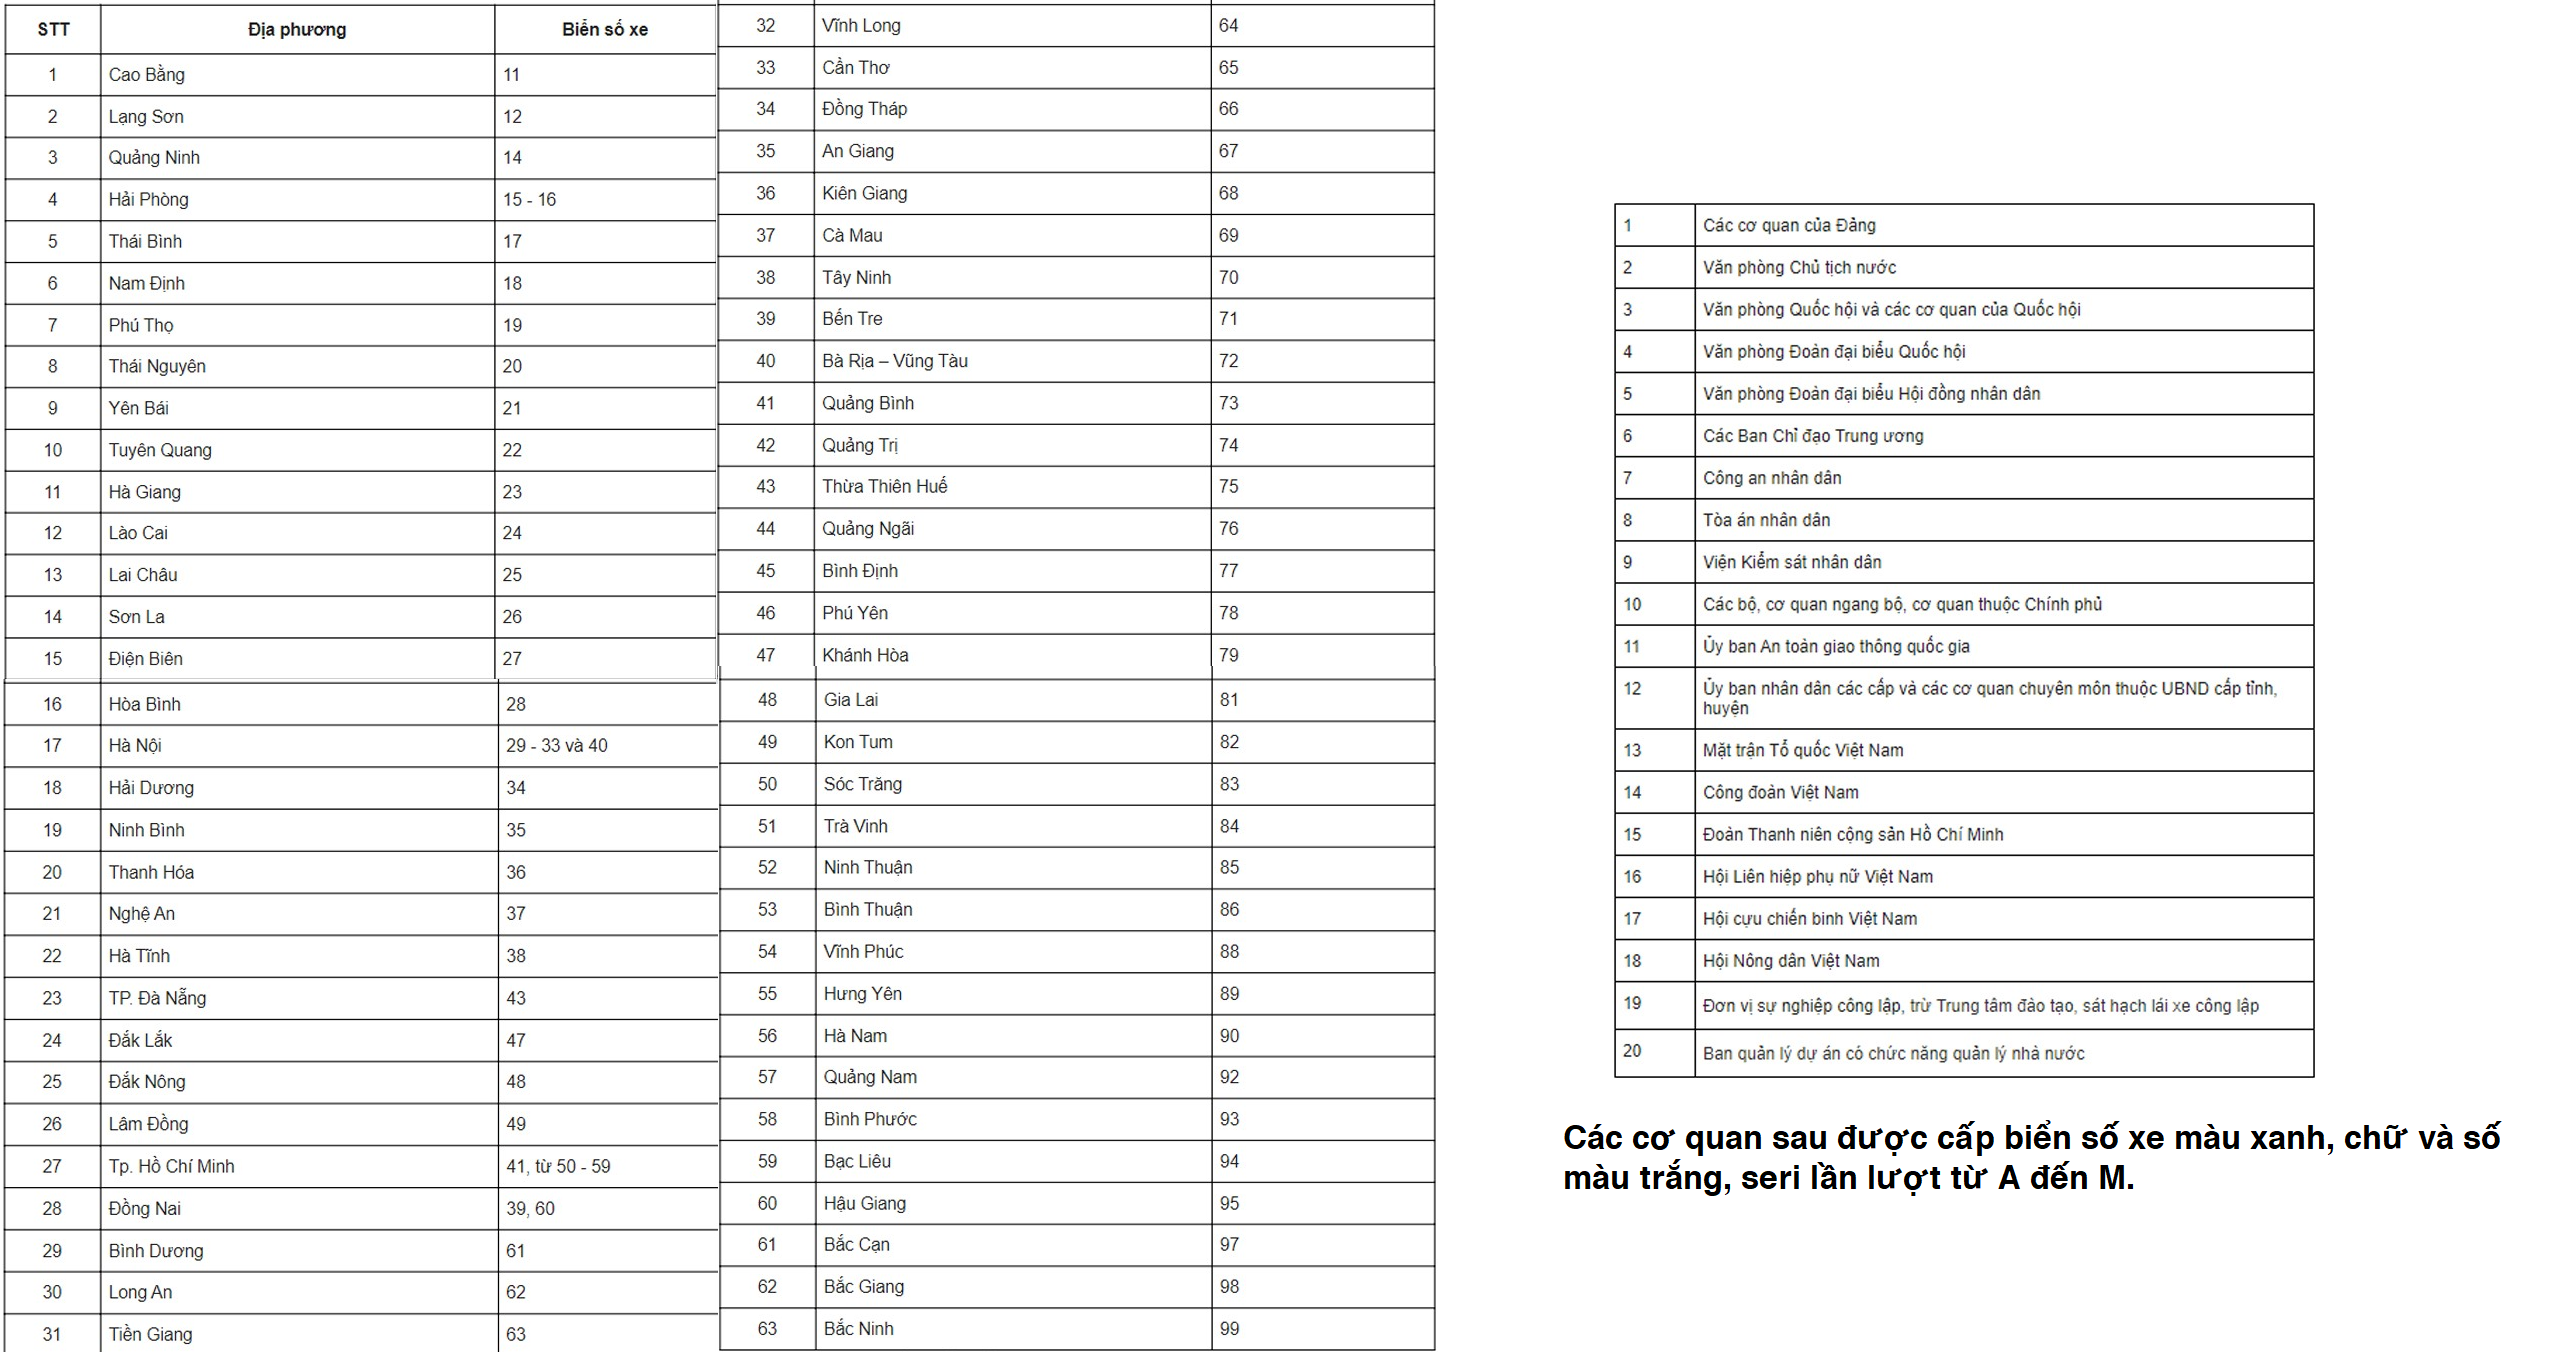 STT Địa phương Biển số xe
1 Cao Bằng 11
2 Lạng Sơn 12
3 Quảng Ninh 14
4 Hải Phòng 15 - 16
5 Thái Bình 17
6 Nam Định 18
7 Phú Thọ 19
8 Thái Nguyên 20
9 Yên Bái 21
10 Tuyên Quang 22
11 Hà Giang 23
12 Lào Cai 24
13 Lai Châu 25
14 Sơn La 26
15 Điện Biên 27
16 Hòa Bình 28
17 Hà Nội 29 - 33 và 40
18 Hải Dương 34
19 Ninh Bình 35
20 Thanh Hóa 36
21 Nghệ An 37
22 Hà Tĩnh 38
23 TP. Đà Nẵng 43
24 Đắk Lắk 47
25 Đắk Nông 48
26 Lâm Đồng 49
27 Tp. Hồ Chí Minh 41, từ 50 - 59
28 Đồng Nai 39, 60
29 Bình Dương 61
30 Long An 62
31 Tiền Giang 63
32 Vĩnh Long 64
33 Cần Thơ 65
34 Đồng Tháp 66
35 An Giang 67
36 Kiên Giang 68
37 Cà Mau 69
38 Tây Ninh 70
39 Bến Tre 71
40 Bà Rịa – Vũng Tàu 72
41 Quảng Bình 73
42 Quảng Trị 74
43 Thừa Thiên Huế 75
44 Quảng Ngãi 76
45 Bình Định 77
46 Phú Yên 78
47 Khánh Hòa 79
48 Gia Lai 81
49 Kon Tum 82
50 Sóc Trăng 83
51 Trà Vinh 84
52 Ninh Thuận 85
53 Bình Thuận 86
54 Vĩnh Phúc 88
55 Hưng Yên 89
56 Hà Nam 90
57 Quảng Nam 92
58 Bình Phước 93
59 Bạc Liêu 94
60 Hậu Giang 95
61 Bắc Cạn 97
62 Bắc Giang 98
63 Bắc Ninh 99
1 Các cơ quan của Đảng
2 Văn phòng Chủ tịch nước
3 Văn phòng Quốc hội và các cơ quan của Quốc hội
4 Văn phòng Đoàn đại biểu Quốc hội
5 Văn phòng Đoàn đại biểu Hội đồng nhân dân
6 Các Ban Chỉ đạo Trung ương
7 Công an nhân dân
8 Tòa án nhân dân
9 Viện Kiểm sát nhân dân
10 Các bộ, cơ quan ngang bộ, cơ quan thuộc Chính phủ
11 Ủy ban An toàn giao thông quốc gia
12 Ủy ban nhân dân các cấp và các cơ quan chuyên môn thuộc UBND cấp tỉnh,
huyện
13 Mặt trận Tổ quốc Việt Nam
14 Công đoàn Việt Nam
15 Đoàn Thanh niên cộng sản Hồ Chí Minh
16 Hội Liên hiệp phụ nữ Việt Nam
17 Hội cựu chiến binh Việt Nam
18 Hội Nông dân Việt Nam
19 Đơn vị sự nghiệp công lập, trừ Trung tâm đào tạo, sát hạch lái xe công lập
20 Ban quản lý dự án có chức năng quản lý nhà nước
Các cơ quan sau được cấp biển số xe màu xanh, chữ và số
màu trắng, seri lần lượt từ A đến M.